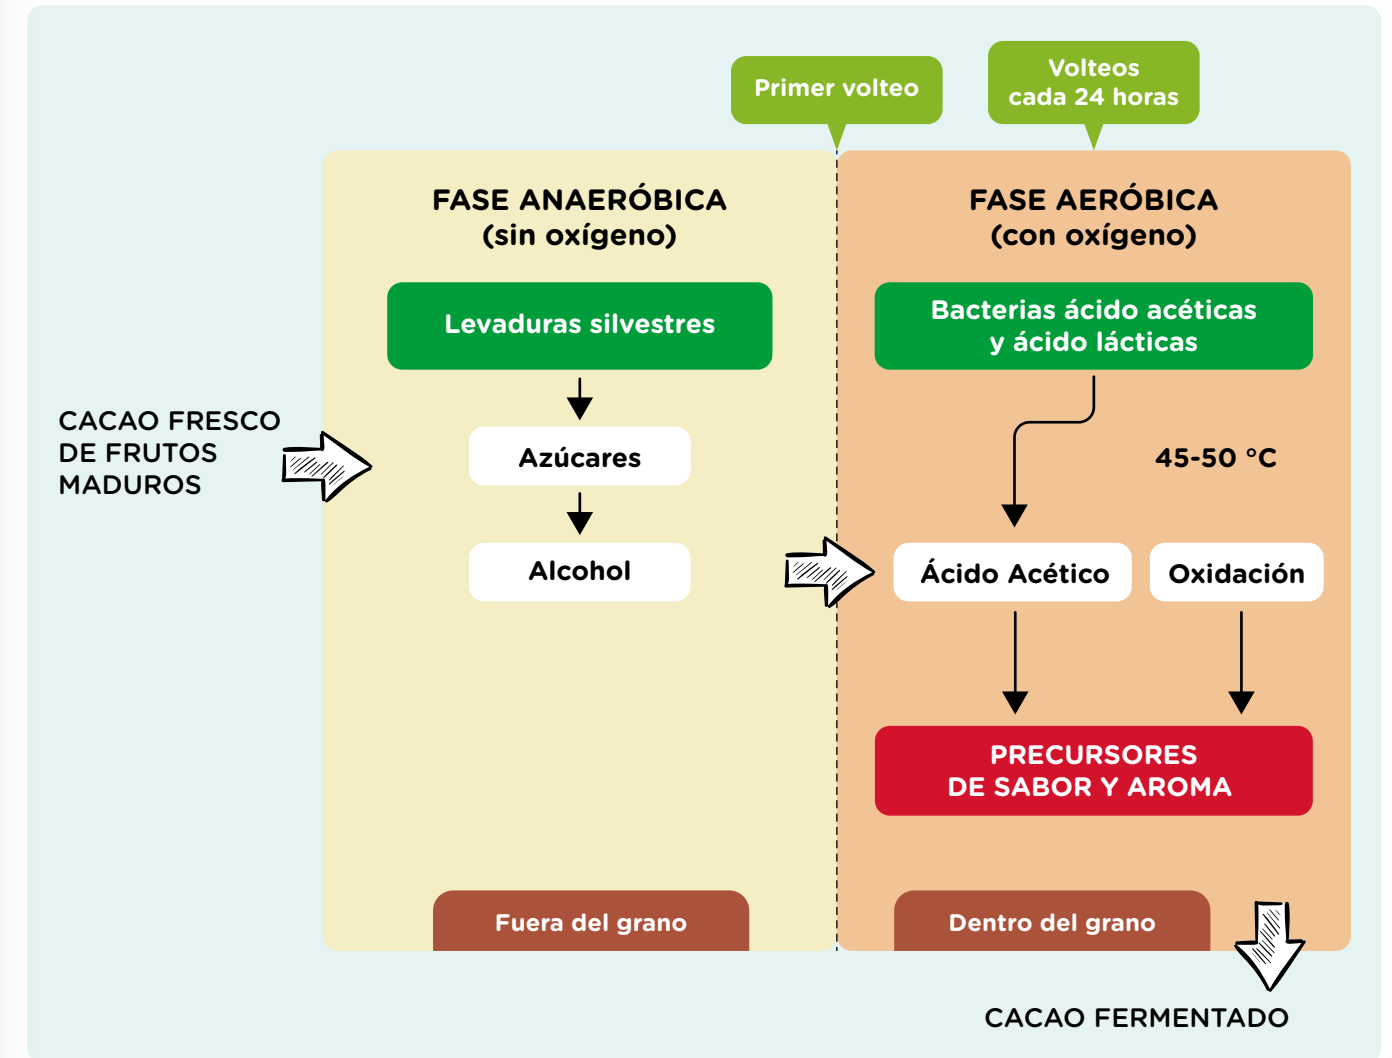 Primer volteo
Volteos
cada 24 horas
FASE ANAERÓBICA
(sin oxígeno)
FASE AERÓBICA
(con oxígeno)
Levaduras silvestres
Bacterias ácido acéticas
y ácido lácticas
CACAO FRESCO
DE FRUTOS
MADUROS
Azúcares
45-50 °C
Alcohol
Ácido Acético
Oxidación
PRECURSORES
DE SABOR Y AROMA
Fuera del grano
Dentro del grano
CACAO FERMENTADO